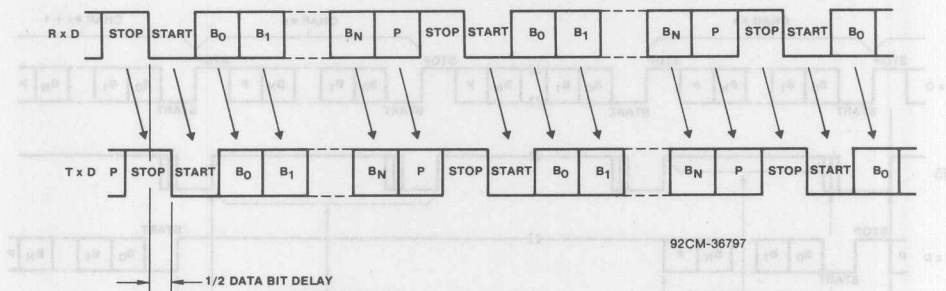 R x D STOP START B0 B1 BN P STOP START B0 B1 BN P STOP START B0
T x D P STOP START B0 B1 BN P STOP START B0 B1 BN P STOP START B0
92CM-36797
1/2 DATA BIT DELAY